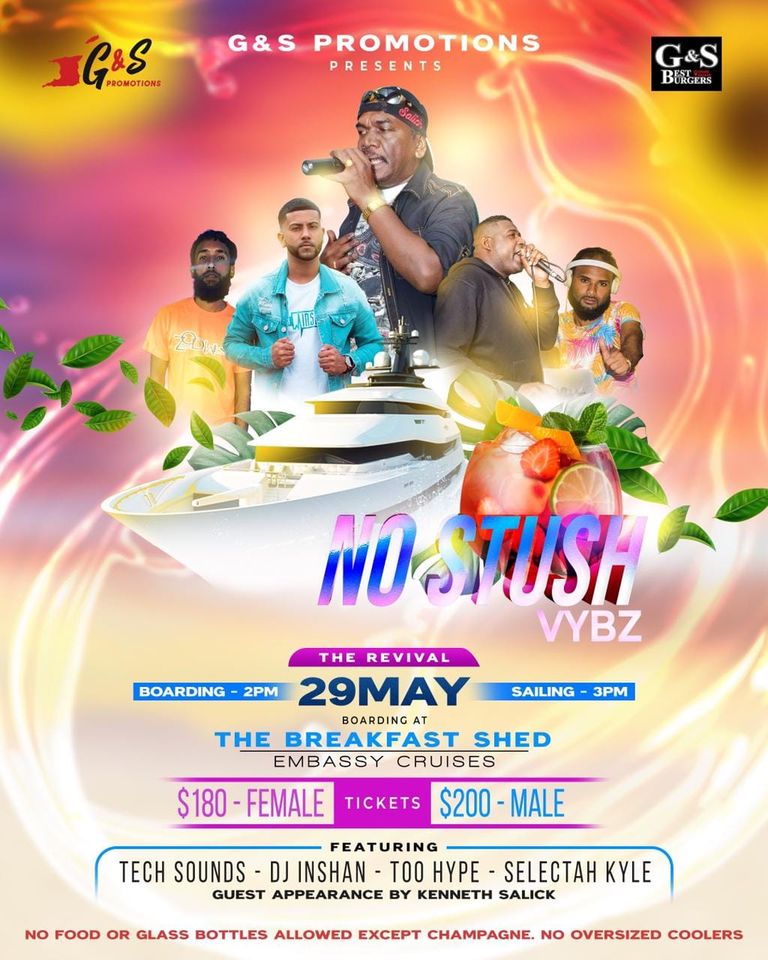 G&S
PROMOTIONS
G&S PROMOTIONS
PRESENTS
G&S
BEST
BURGERS
Salick
NO STUSH
VYBZ
THE REVIVAL
BOARDING - 2PM
29MAY
SAILING - 3PM
BOARDING AT
THE BREAKFAST SHED
EMBASSY CRUISES
$180 - FEMALE
TICKETS
$200 - MALE
FEATURING
TECH SOUNDS - DJ INSHAN - TOO HYPE - SELECTAH KYLE
GUEST APPEARANCE BY KENNETH SALICK
NO FOOD OR GLASS BOTTLES ALLOWED EXCEPT CHAMPAGNE. NO OVERSIZED COOLERS